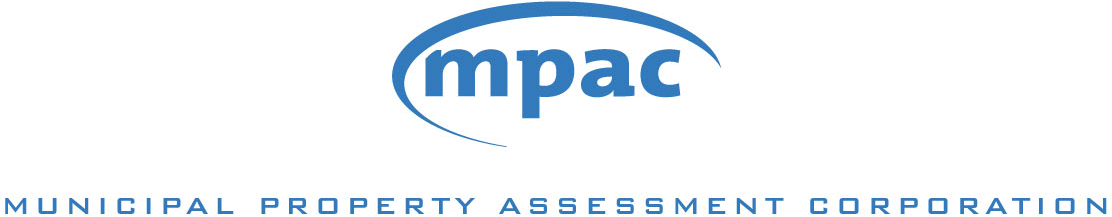 mpac
MUNICIPAL PROPERTY ASSESSMENT CORPORATION